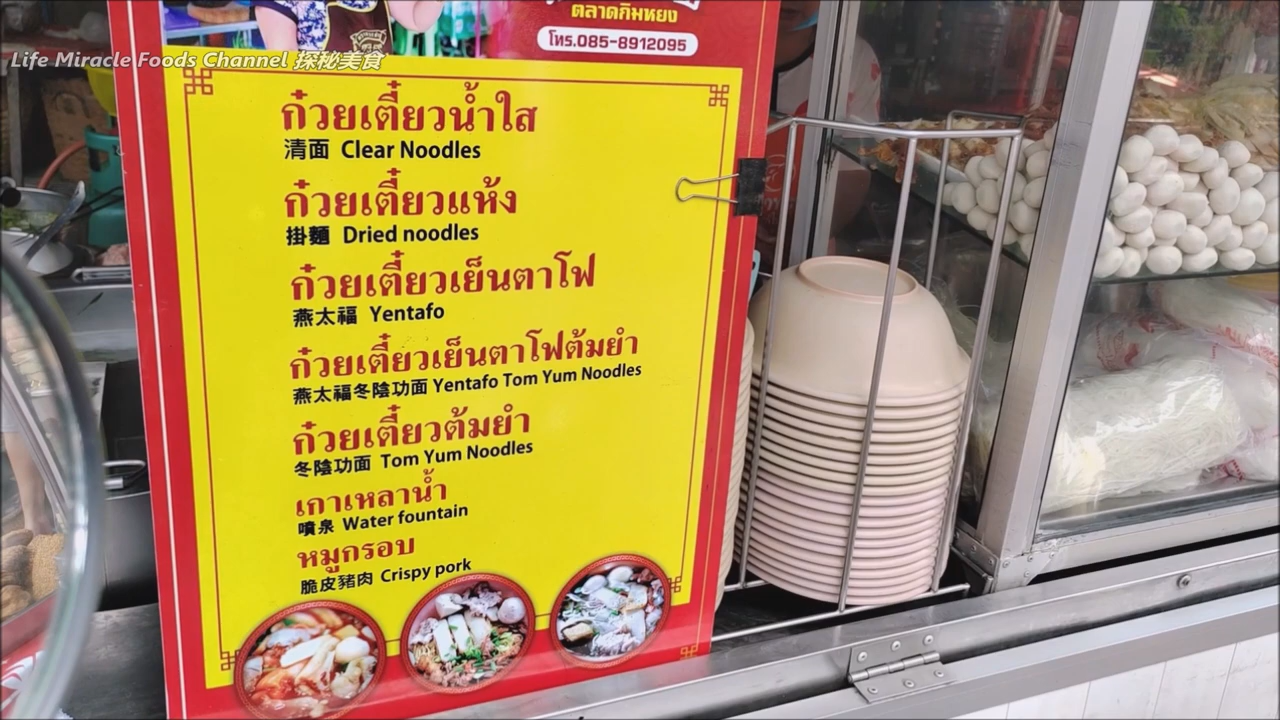 ตลาดกิมหยง
โทร.085-8912095
Life Miracle Foods Channel 探秘美食
ก๋วยเตี๋ยวน้ำใส
清面 Clear Noodles
ก๋วยเตี๋ยวแห้ง
掛麵 Dried noodles
ก๋วยเตี๋ยวเย็นตาโฟ
燕太福 Yentafo
ก๋วยเตี๋ยวเย็นตาโฟต้มยำ
燕太福冬陰功面 Yentafo Tom Yum Noodles
ก๋วยเตี๋ยวต้มยำ
冬陰功面 Tom Yum Noodles
เกาเหลาน้ำ
噴泉 Water fountain
หมูกรอบ
脆皮豬肉 Crispy pork